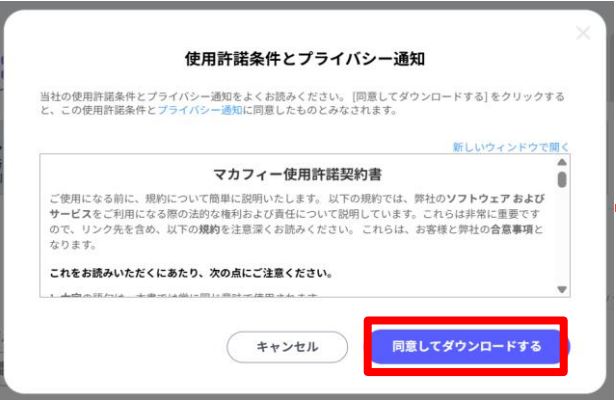 使用許諾条件とプライバシー通知
当社の使用許諾条件とプライバシー通知をよくお読みください。 [同意してダウンロードする] をクリックする
と、この使用許諾条件とプライバシー通知に同意したものとみなされます。
新しいウィンドウで開く
マカフィー使用許諾契約書
ご使用になる前に、規約について簡単に説明いたします。 以下の規約では、弊社のソフトウェア および
サービスをご利用になる際の法的な権利および責任について説明しています。これらは非常に重要です
ので、リンク先を含め、以下の規約を注意深くお読みください。 これらは、お客様と弊社の合意事項と
なります。
これをお読みいただくにあたり、次の点にご注意ください。
キャンセル
同意してダウンロードする